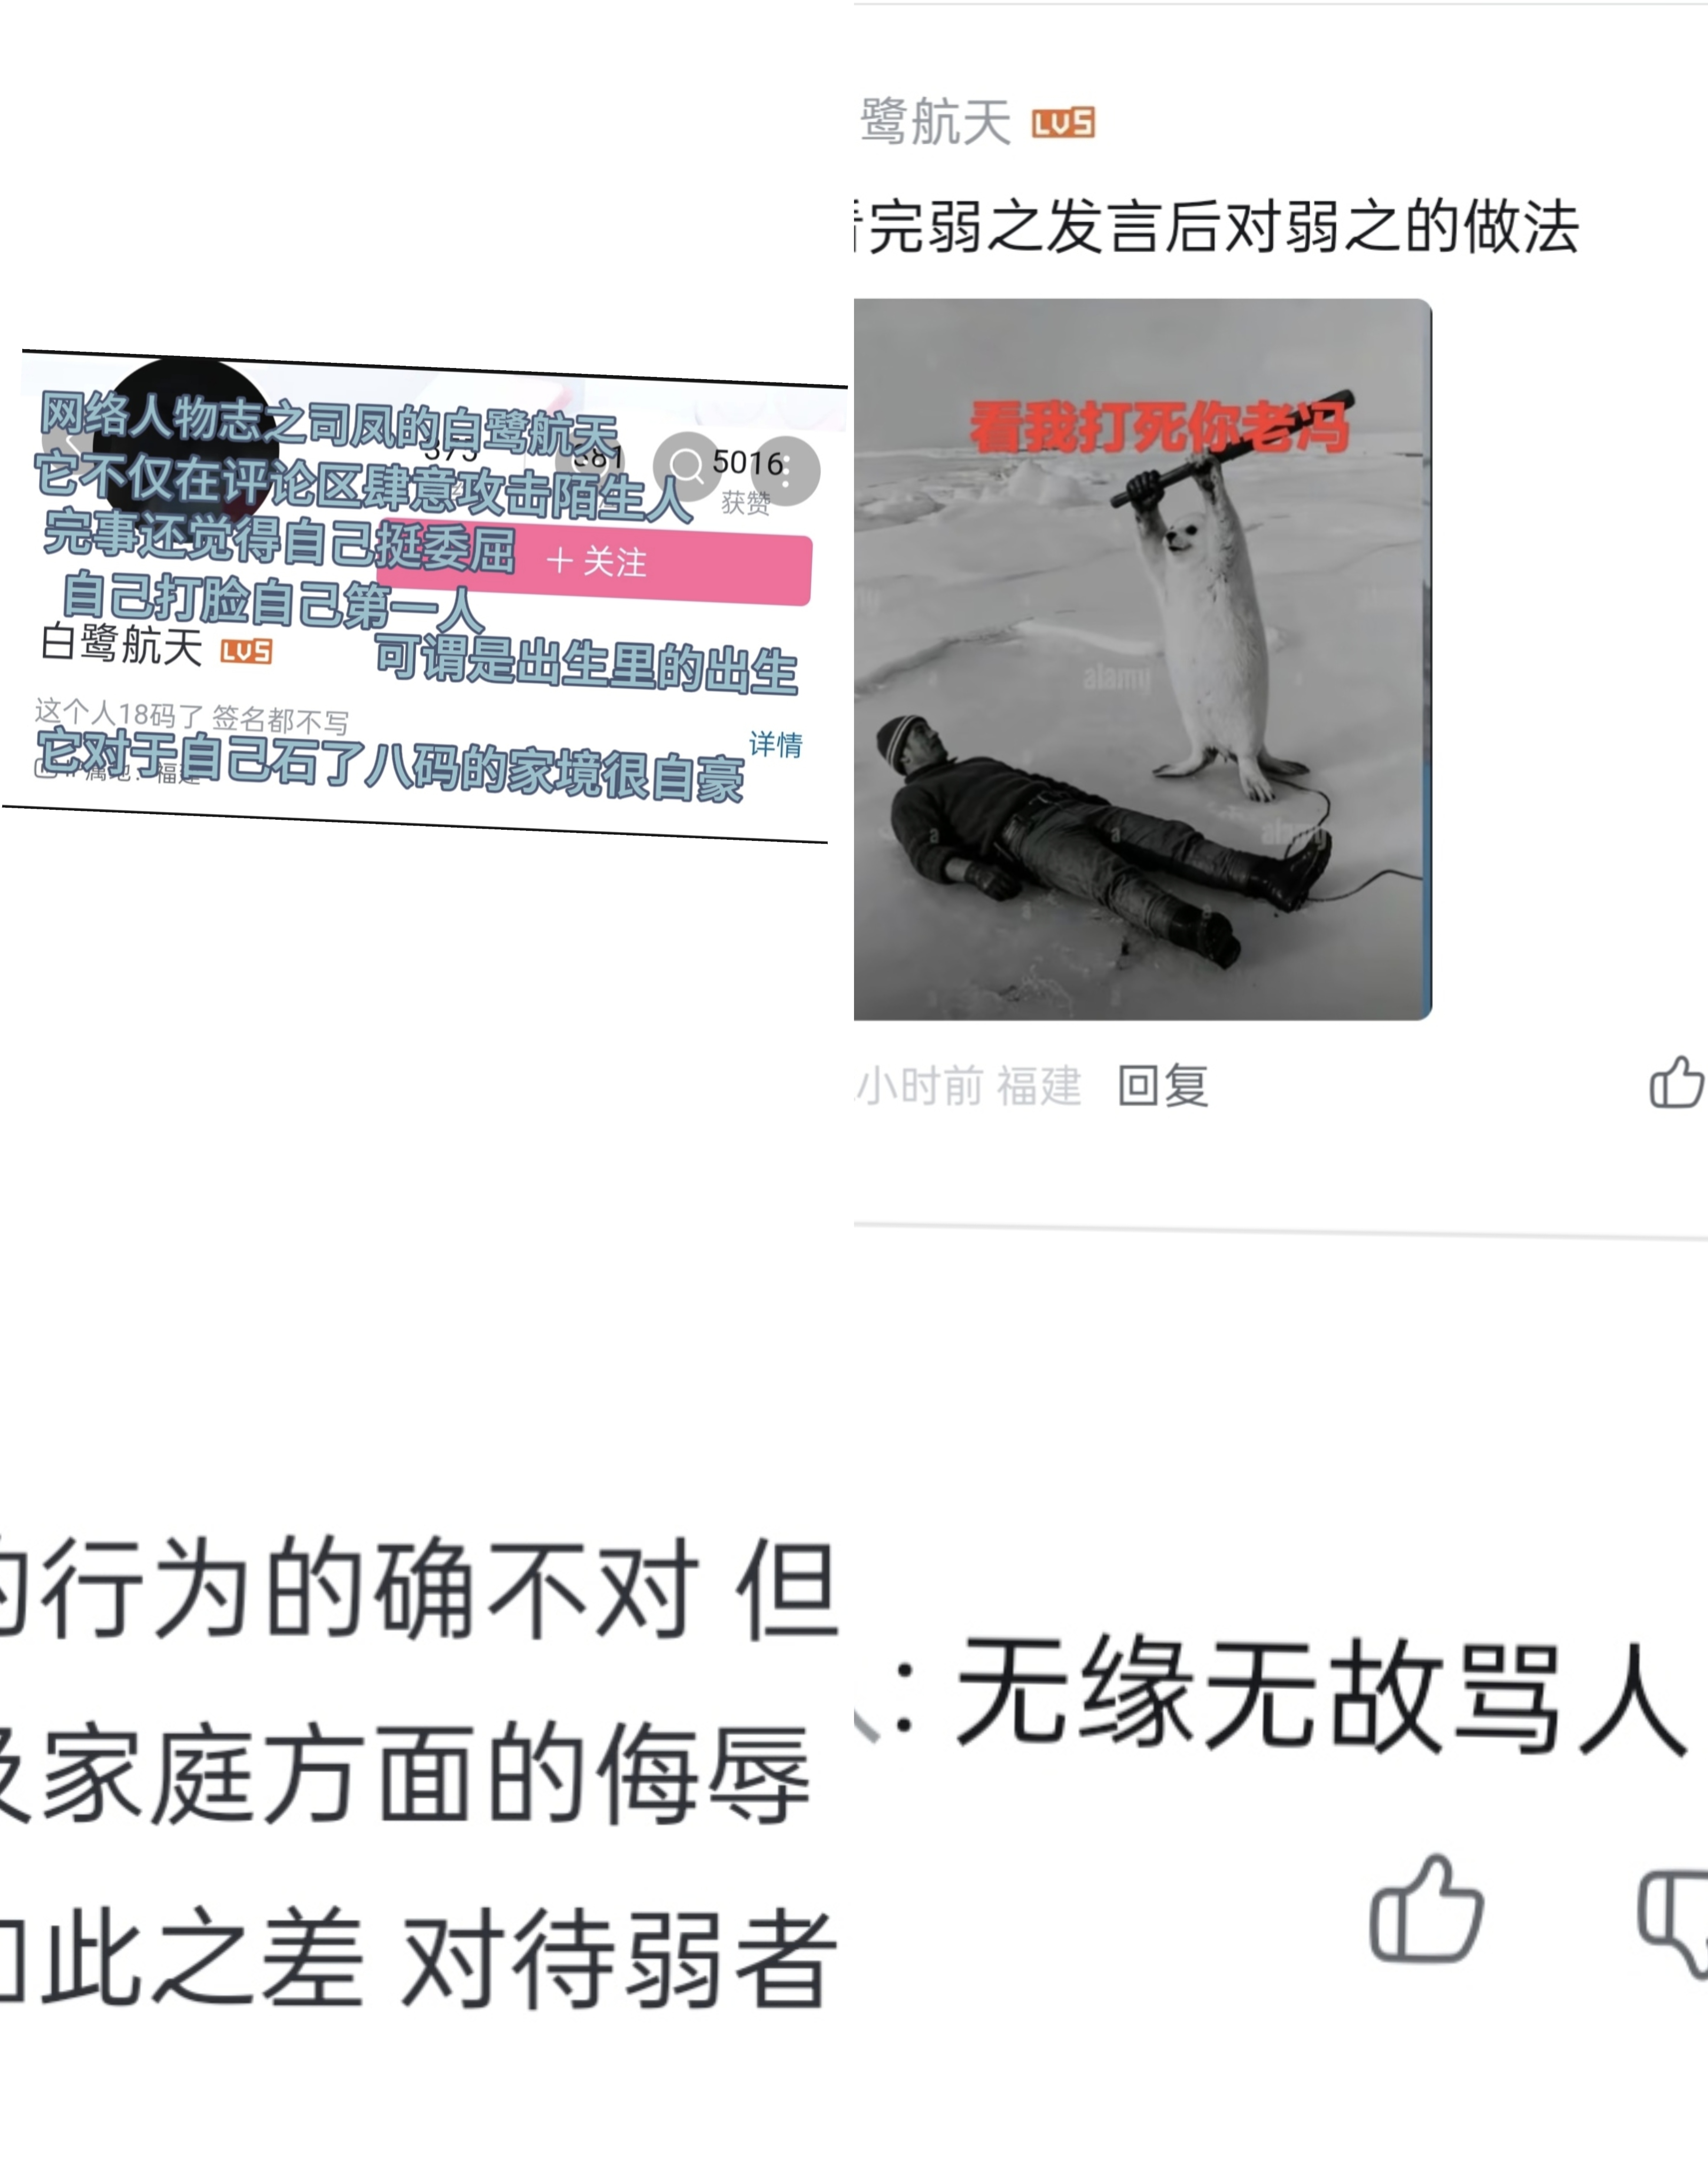 网络人物志之司凤的白鹭航天
它不仅在评论区肆意攻击陌生人
完事还觉得自己挺委屈
自己打脸自己第一人
可谓是出生里的出生
它对于自己石了八码的家境很自豪
5016
获赞
+ 关注
白鹭航天 LV5
这个人18码了 签名都不写
详情
鹭航天 LV5
完弱之发言后对弱之的做法
看我打死你老冯
alamy
小时前 福建 回复
的行为的确不对 但
及家庭方面的侮辱
如此之差 对待弱者
: 无缘无故骂人